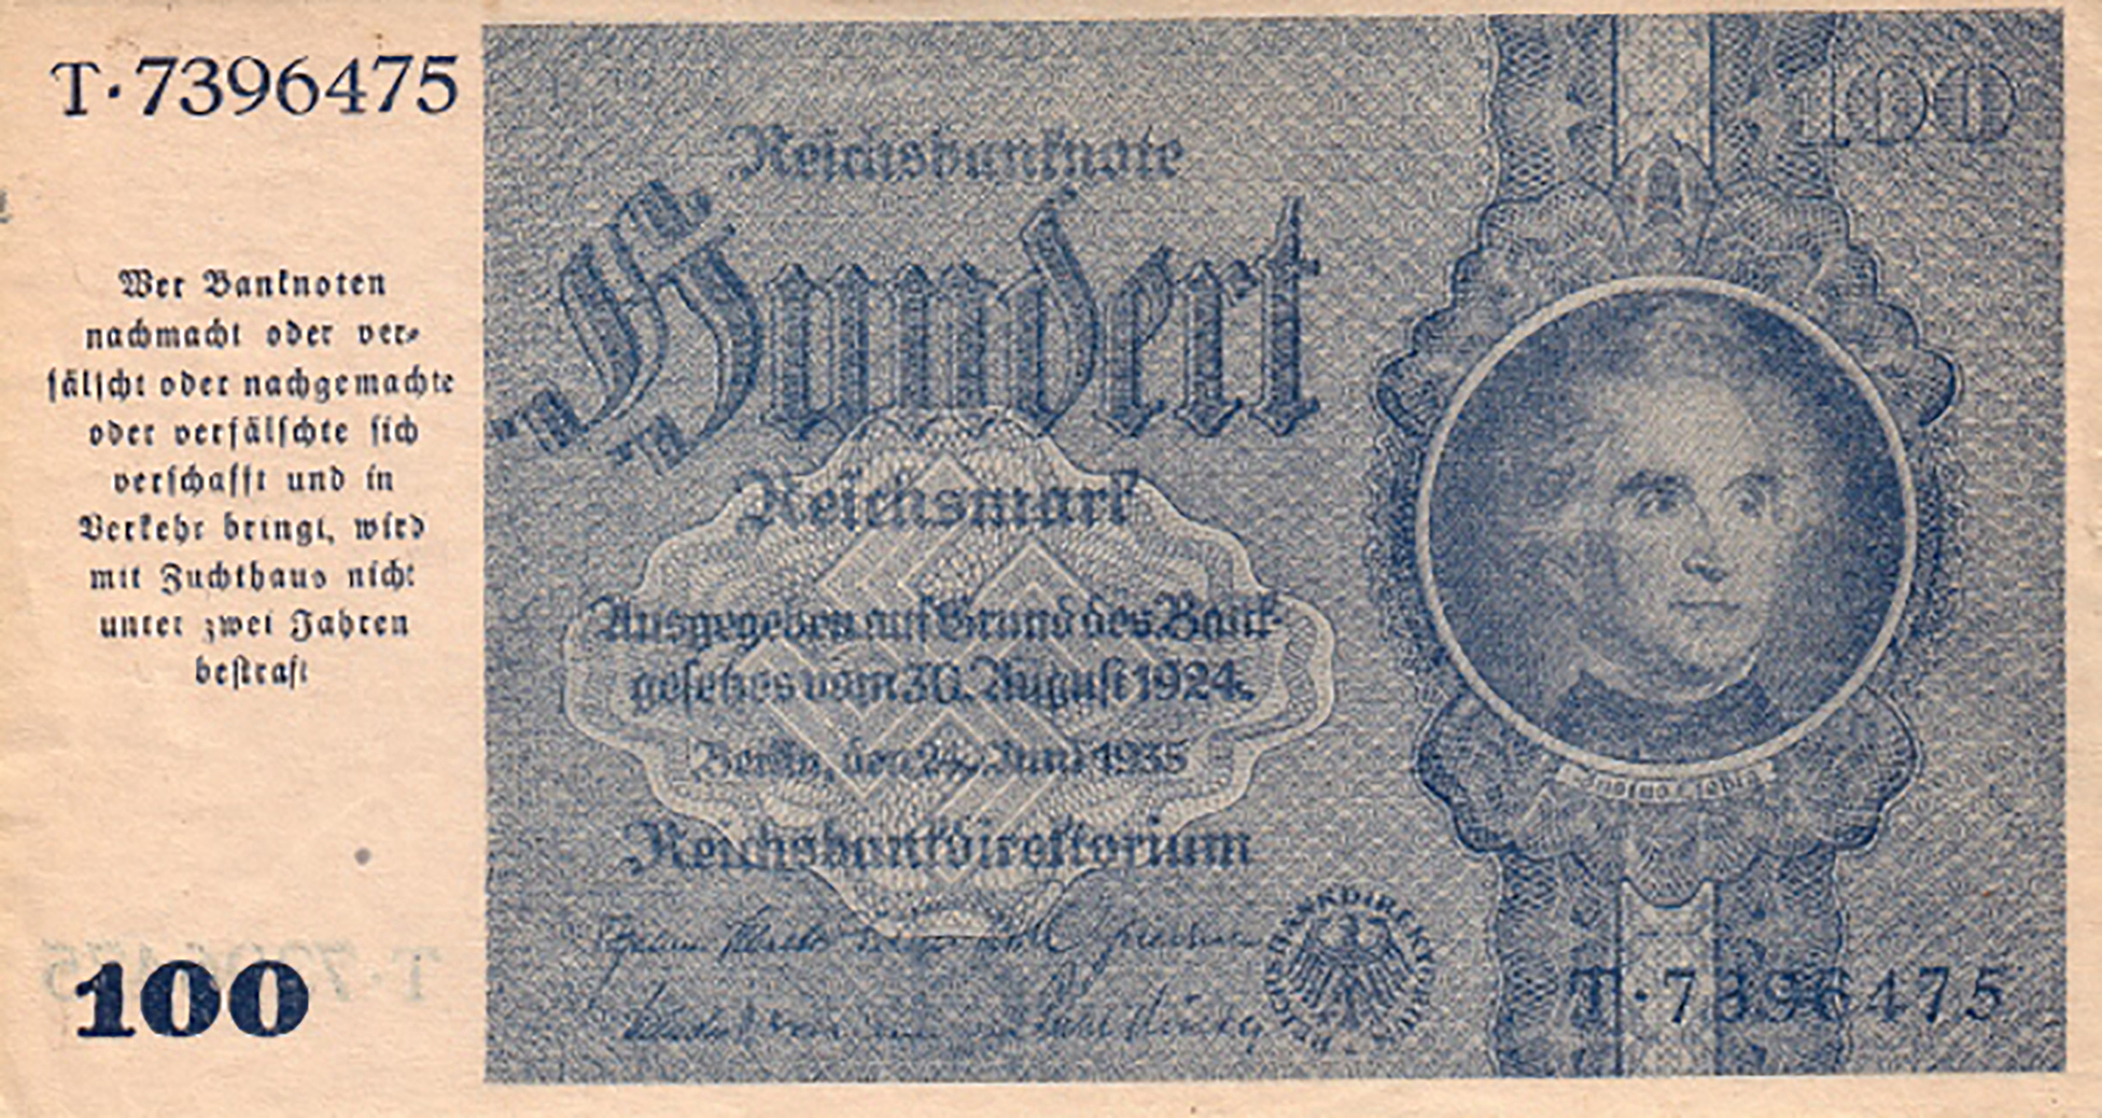 T·7396475
Wer Banknoten
nachmacht oder ver-
fälscht oder nachgemachte
oder verfälschte sich
verschafft und in
Verkehr bringt, wird
mit Zuchthaus nicht
unter zwei Jahren
bestraft
100
Reichsbanknote
Hundert
Reichsmark
Ausgegeben auf Grund des Bank-
gesetzes vom 30. August 1924.
Berlin, den 24. Juni 1935
Reichsbankdirektorium
100
T·7396475